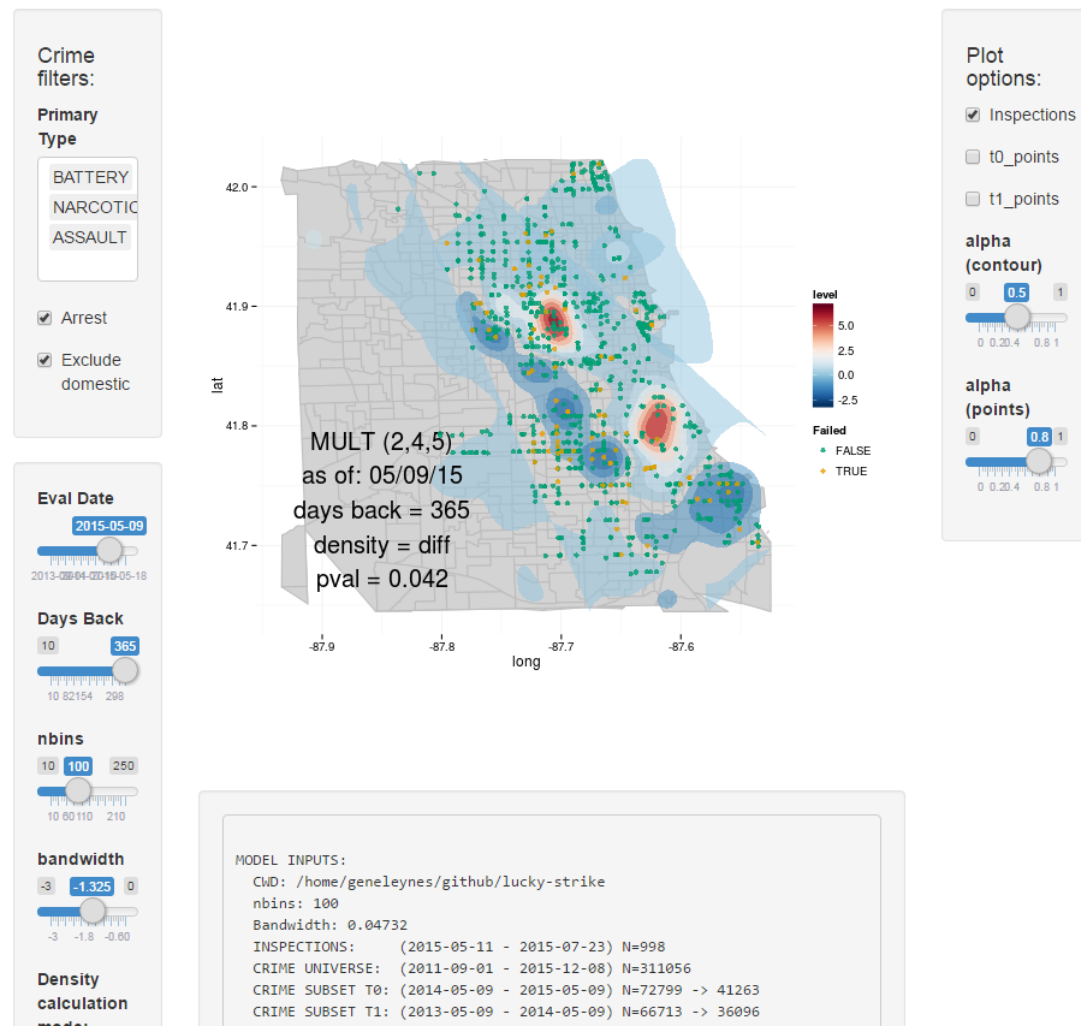 Crime
filters:
Primary
Type
BATTERY
NARCOTIC
ASSAULT
Arrest
Exclude
domestic
Eval Date
2015-05-09
Days Back
10 365
10 82154 298
nbins
10 100 250
10 60110 210
bandwidth
-3 -1.325 0
-3 -1.8 -0.60
Density
calculation
42.0
41.9
41.8
41.7
lat
-87.9 -87.8 -87.7 -87.6
long
MULT (2,4,5)
as of: 05/09/15
days back = 365
density = diff
pval = 0.042
level
5.0
2.5
0.0
-2.5
Failed
FALSE
TRUE
MODEL INPUTS:
CWD: /home/geneleynes/github/lucky-strike
nbins: 100
Bandwidth: 0.04732
INSPECTIONS: (2015-05-11 - 2015-07-23) N=998
CRIME UNIVERSE: (2011-09-01 - 2015-12-08) N=311056
CRIME SUBSET T0: (2014-05-09 - 2015-05-09) N=72799 -> 41263
CRIME SUBSET T1: (2013-05-09 - 2014-05-09) N=66713 -> 36096
Plot
options:
Inspections
t0_points
t1_points
alpha
(contour)
0 0.5 1
0 0.20.4 0.8 1
alpha
(points)
0 0.8 1
0 0.20.4 0.8 1